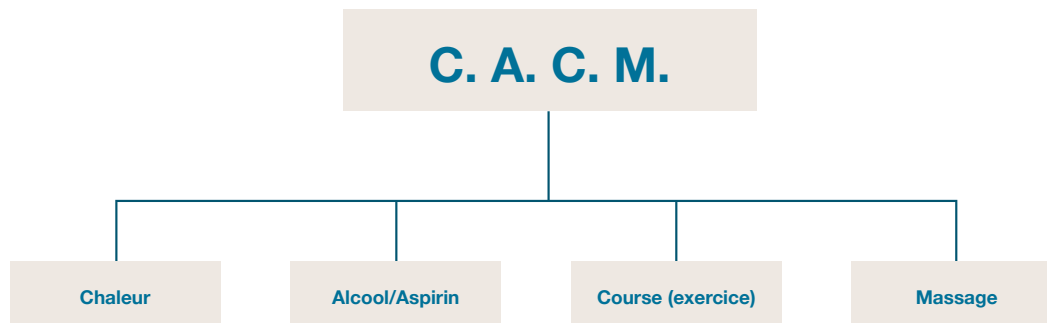 C. A. C. M.
Chaleur
Alcool/Aspirin
Course (exercice)
Massage